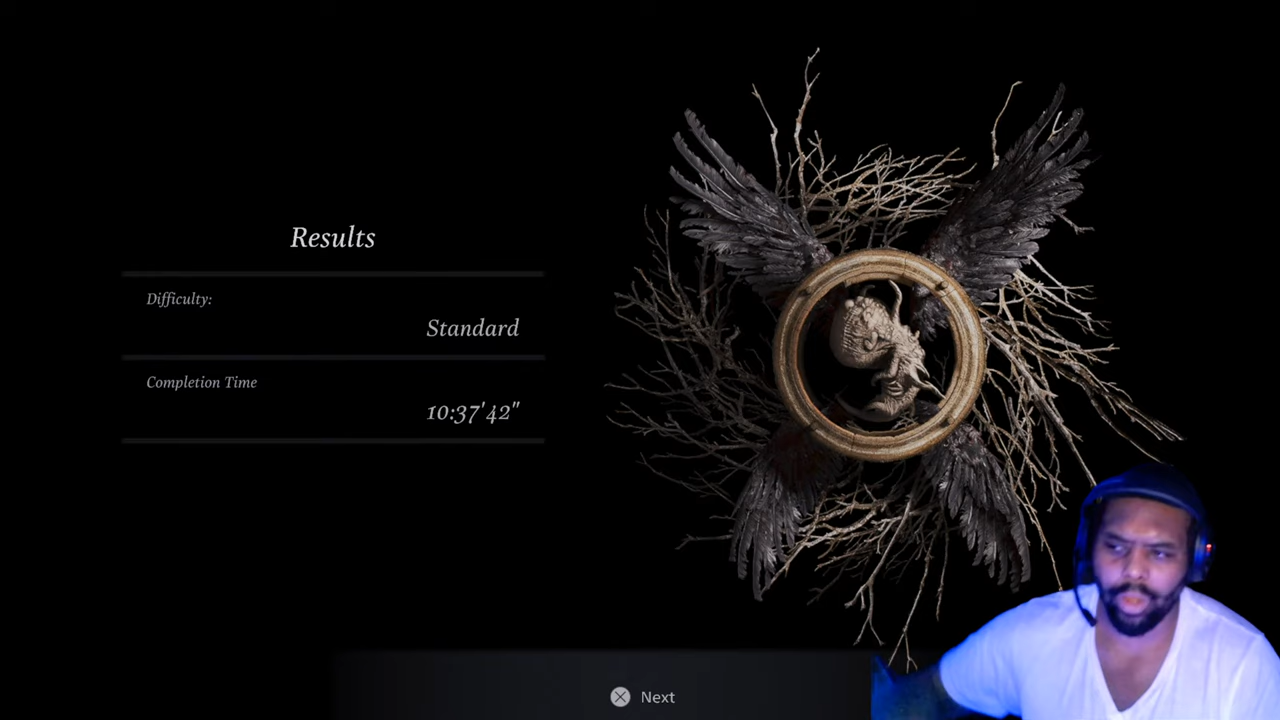 Results
Difficulty:
Standard
Completion Time
10:37'42"
Next